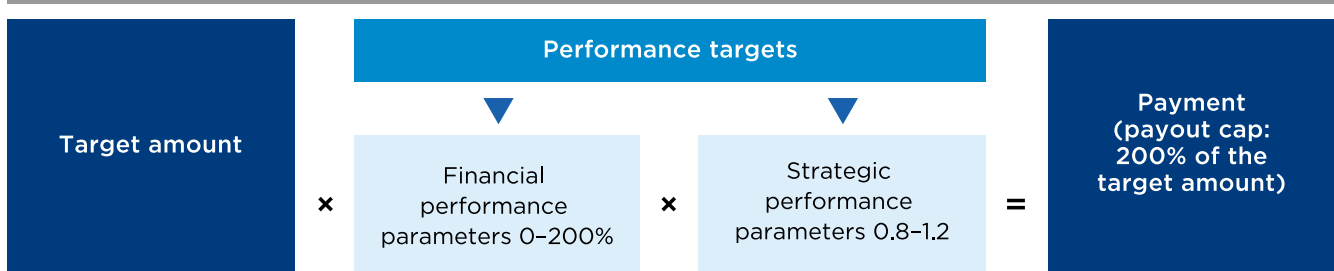 Target amount
×
Performance targets
Financial
performance
parameters 0–200%
×
Strategic
performance
parameters 0.8–1.2
=
Payment
(payout cap:
200% of the
target amount)